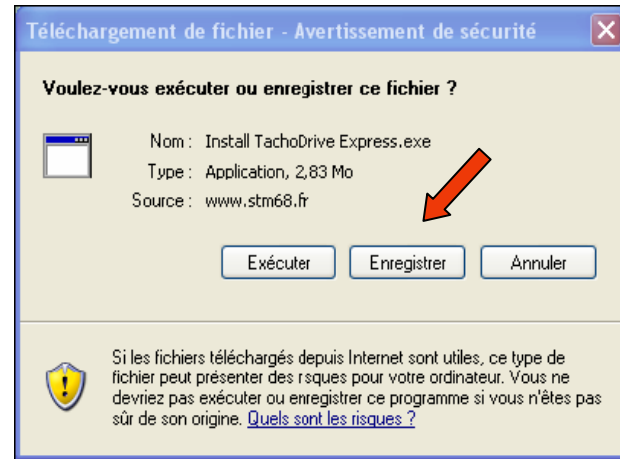 Téléchargement de fichier - Avertissement de sécurité
Voulez-vous exécuter ou enregistrer ce fichier ?
Nom : Install TachoDrive Express.exe
Type : Application, 2,83 Mo
Source : www.stm68.fr
Exécuter Enregistrer Annuler
Si les fichiers téléchargés depuis Internet sont utiles, ce type de
fichier peut présenter des rsques pour votre ordinateur. Vous ne
devriez pas exécuter ou enregistrer ce programme si vous n'êtes pas
sûr de son origine. Quels sont les risques ?